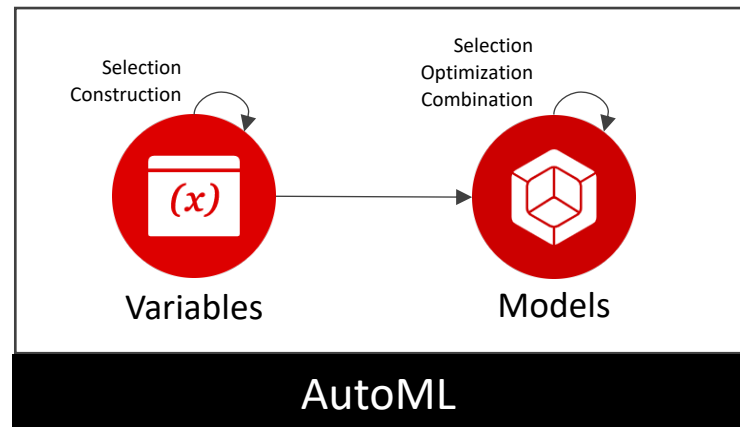 Selection
Construction
Selection
Optimization
Combination
(x)
Variables
Models
AutoML